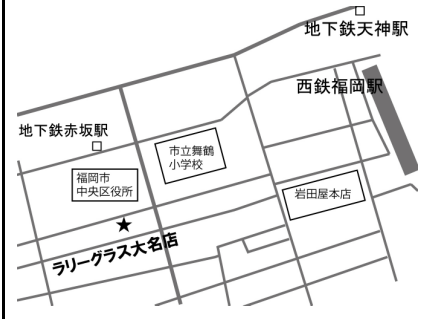 地下鉄天神駅
西鉄福岡駅
地下鉄赤坂駅
市立舞鶴
小学校
福岡市
中央区役所
岩田屋本店
ラリーグラス大名店